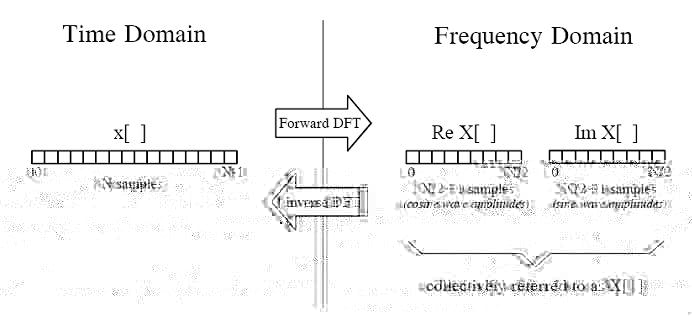 Time Domain
Frequency Domain
x[ ]
Forward DFT
Re X[ ]
Im X[ ]
0
N-1
0
N/2
0
N/2
N samples
N/2+1 samples
N/2+1 samples
(cosine wave amplitudes)
(sine wave amplitudes)
Inverse DFT
collectively referred to as X[ ]